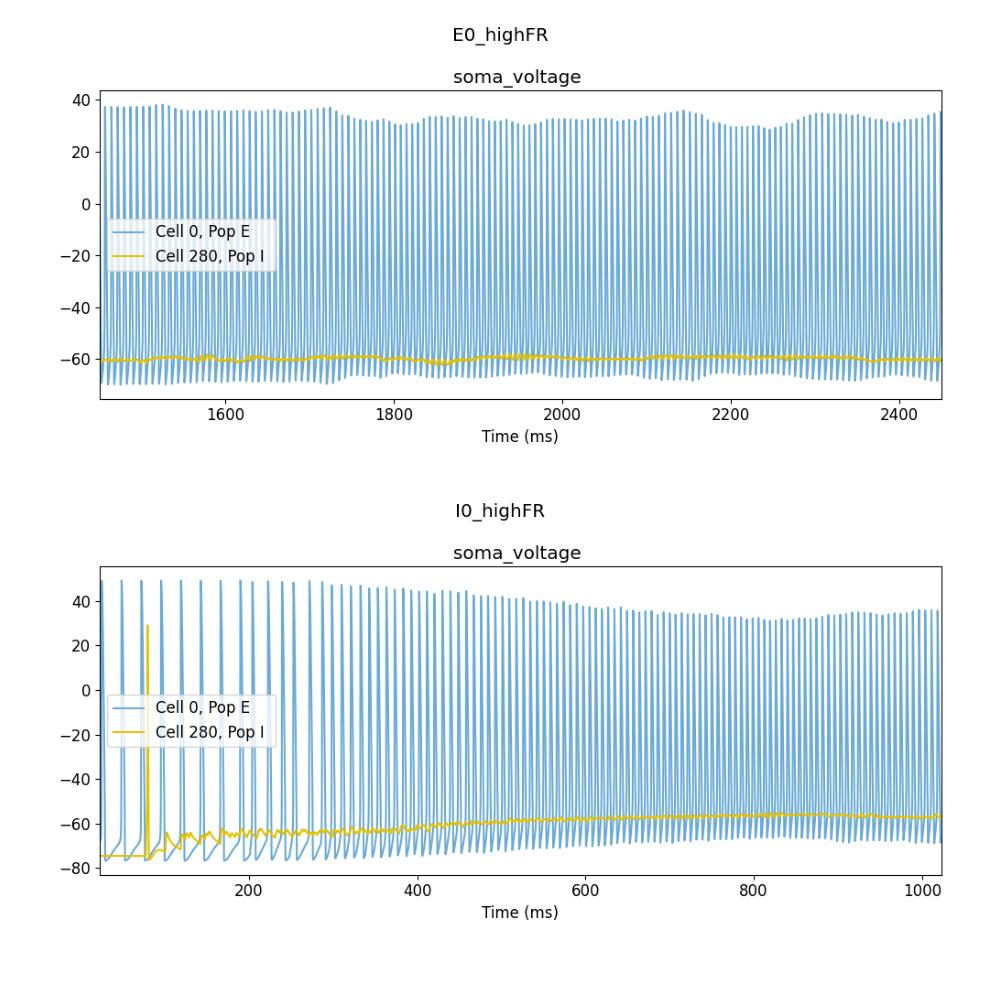 E0_highFR
soma_voltage
40
20
0
−20
−40
−60
Cell 0, Pop E
Cell 280, Pop I
1600 1800 2000 2200 2400
Time (ms)
I0_highFR
soma_voltage
40
20
0
−20
−40
−60
−80
Cell 0, Pop E
Cell 280, Pop I
200 400 600 800 1000
Time (ms)